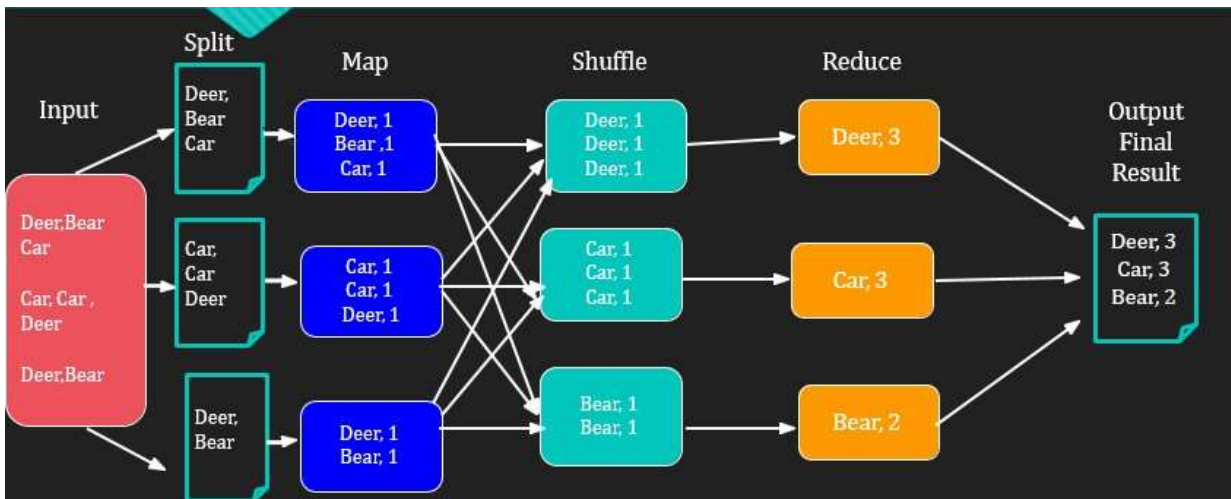 Split
Map
Shuffle
Reduce
Input
Output
Final
Result
Deer,Bear
Car
Car, Car ,
Deer
Deer,Bear
Deer,
Bear
Car
Car,
Car
Deer
Deer,
Bear
Deer, 1
Bear ,1
Car, 1
Car, 1
Car, 1
Deer, 1
Deer, 1
Bear, 1
Deer, 1
Deer, 1
Deer, 1
Car, 1
Car, 1
Car, 1
Bear, 1
Bear, 1
Deer, 3
Car, 3
Bear, 2
Deer, 3
Car, 3
Bear, 2